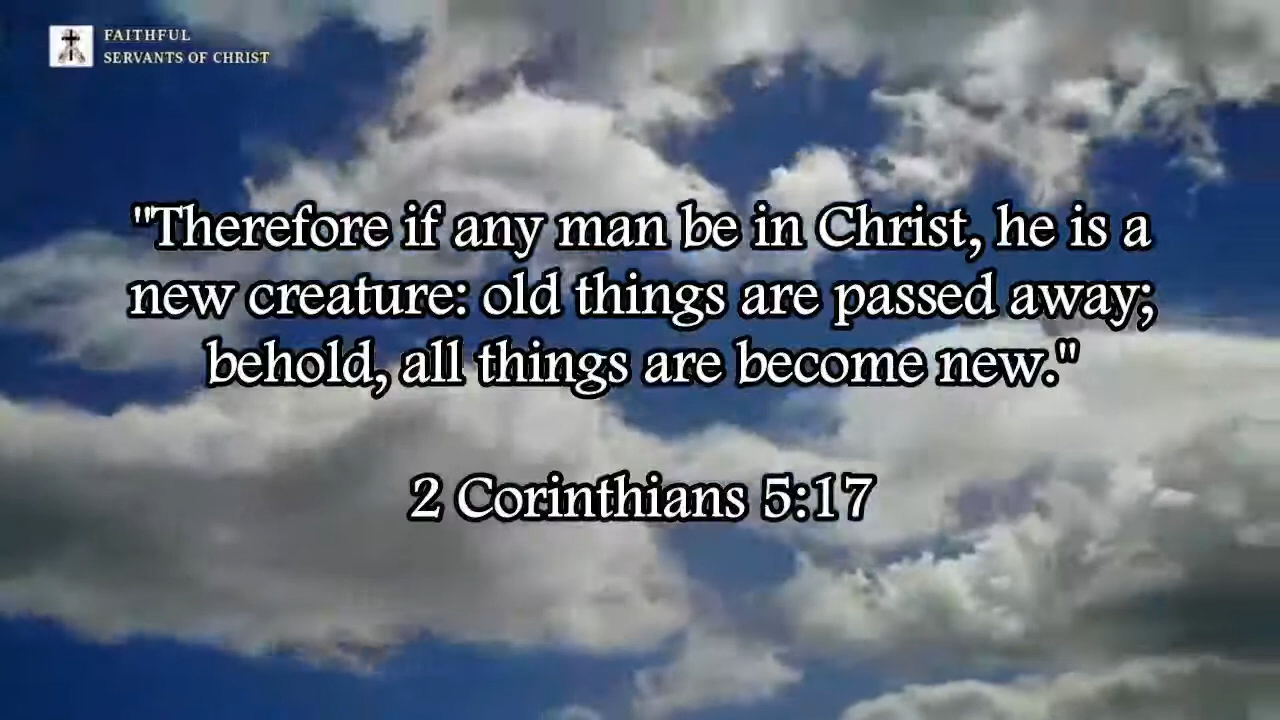 FAITHFUL
SERVANTS OF CHRIST
"Therefore if any man be in Christ, he is a
new creature: old things are passed away;
behold, all things are become new."
2 Corinthians 5:17